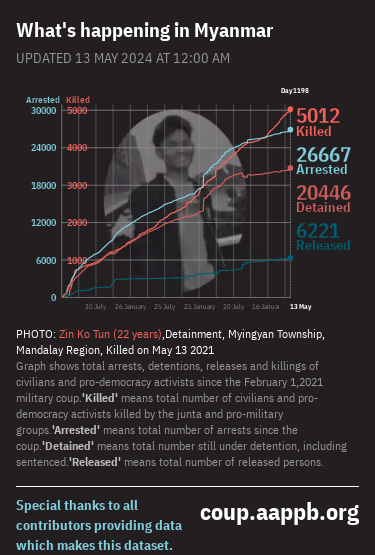 What's happening in Myanmar
UPDATED 13 MAY 2024 AT 12:00 AM
Day1198
Arrested Killed
30000 5000
24000 4000
18000 3000
12000 2000
6000 1000
0
5012
Killed
26667
Arrested
20446
Detained
6221
Released
30 July 26 January 25 July 21 January 20 July 16 Januar 13 May
PHOTO: Zin Ko Tun (22 years),Detainment, Myingyan Township,
Mandalay Region, Killed on May 13 2021
Graph shows total arrests, detentions, releases and killings of
civilians and pro-democracy activists since the February 1,2021
military coup.'Killed' means total number of civilians and pro-
democracy activists killed by the junta and pro-military
groups.'Arrested' means total number of arrests since the
coup.'Detained' means total number still under detention, including
sentenced.'Released' means total number of released persons.
Special thanks to all
contributors providing data
which makes this dataset.
coup.aappb.org